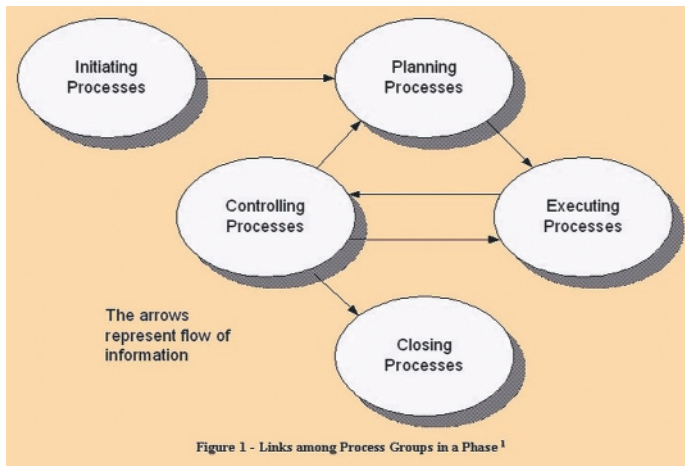 Initiating
Processes
Planning
Processes
Controlling
Processes
Executing
Processes
The arrows
represent flow of
information
Closing
Processes
Figure 1 - Links among Process Groups in a Phase 1